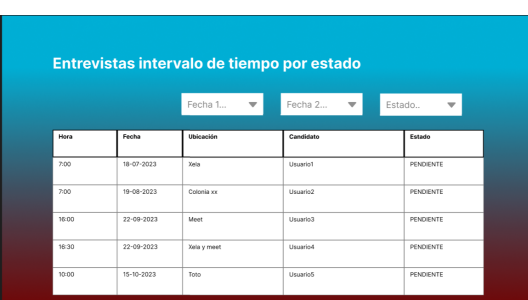 Entrevistas intervalo de tiempo por estado
Fecha 1... Fecha 2... Estado..
Hora Fecha Ubicación Candidato Estado
7:00 18-07-2023 Xela Usuario1 PENDIENTE
7:00 19-08-2023 Colonia xx Usuario2 PENDIENTE
16:00 22-09-2023 Meet Usuario3 PENDIENTE
16:30 22-09-2023 Xela y meet Usuario4 PENDIENTE
10:00 15-10-2023 Toto Usuario5 PENDIENTE